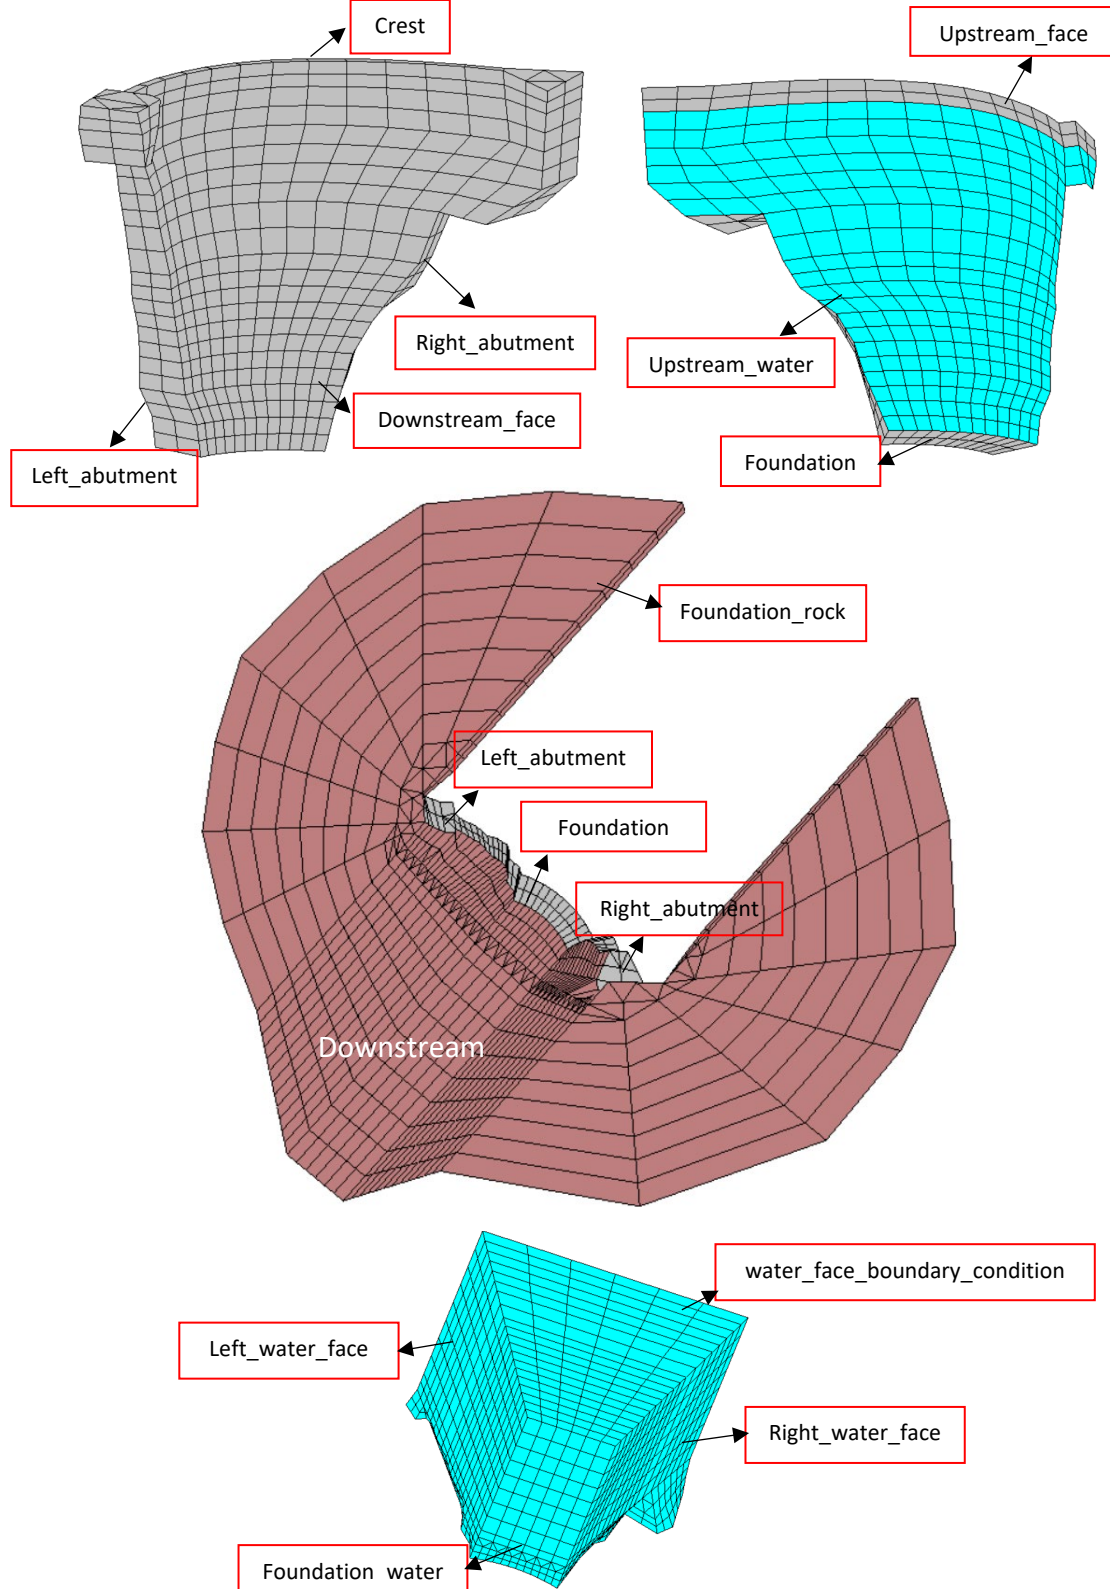 Crest
Upstream_face
Right_abutment
Upstream_water
Downstream_face
Left_abutment
Foundation
Foundation_rock
Left_abutment
Foundation
Right_abutment
Downstream
water_face_boundary_condition
Left_water_face
Right_water_face
Foundation_water